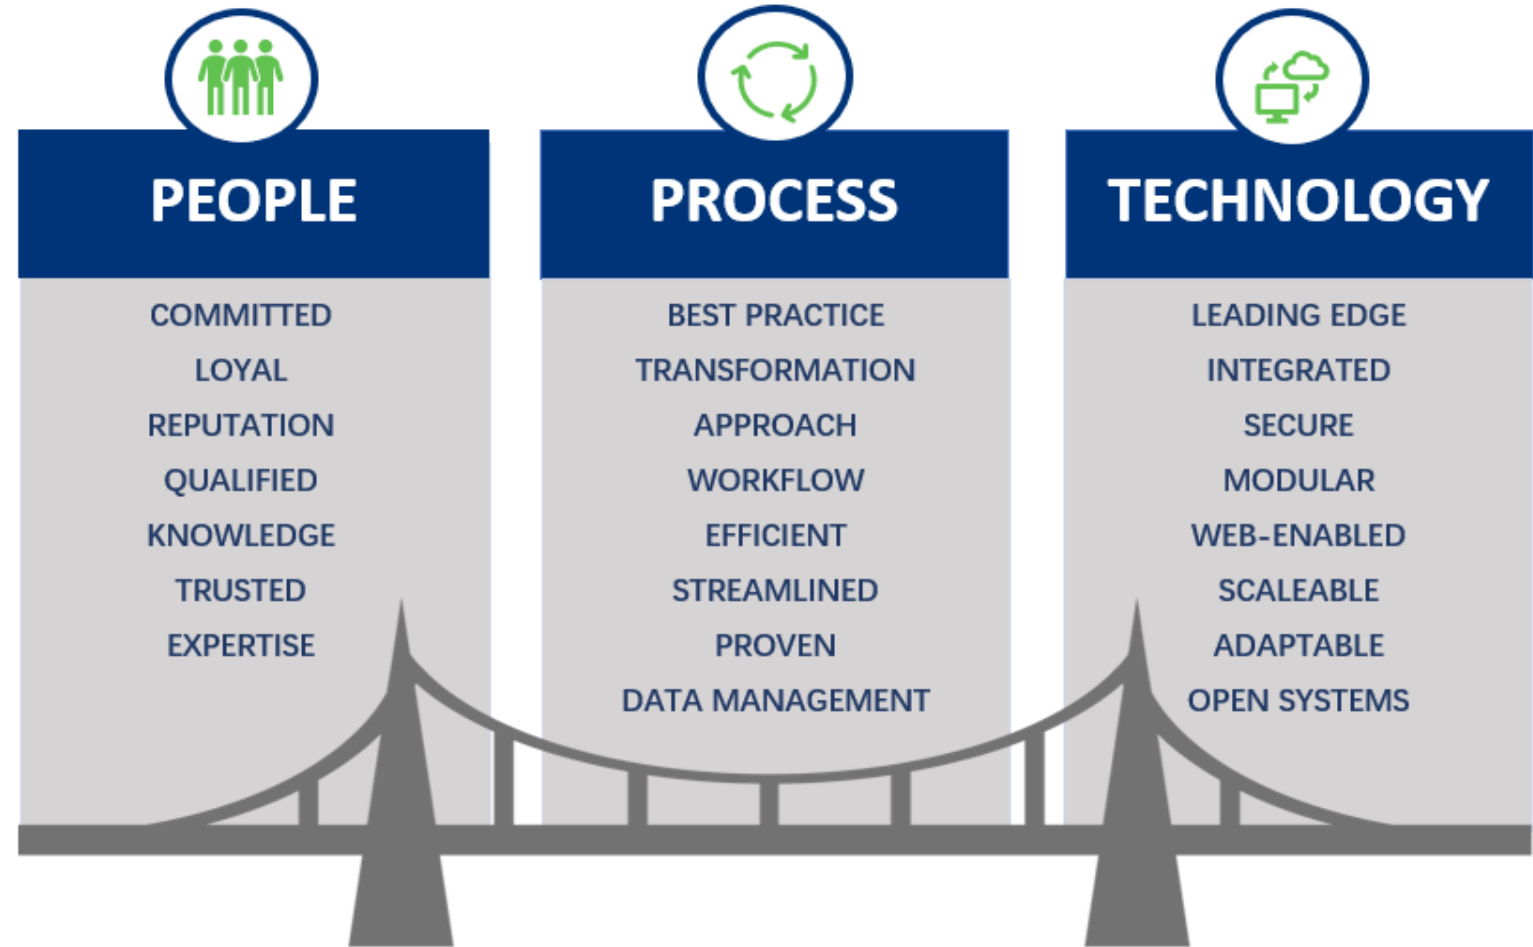 PEOPLE
COMMITTED
LOYAL
REPUTATION
QUALIFIED
KNOWLEDGE
TRUSTED
EXPERTISE
PROCESS
BEST PRACTICE
TRANSFORMATION
APPROACH
WORKFLOW
EFFICIENT
STREAMLINED
PROVEN
DATA MANAGEMENT
TECHNOLOGY
LEADING EDGE
INTEGRATED
SECURE
MODULAR
WEB-ENABLED
SCALEABLE
ADAPTABLE
OPEN SYSTEMS